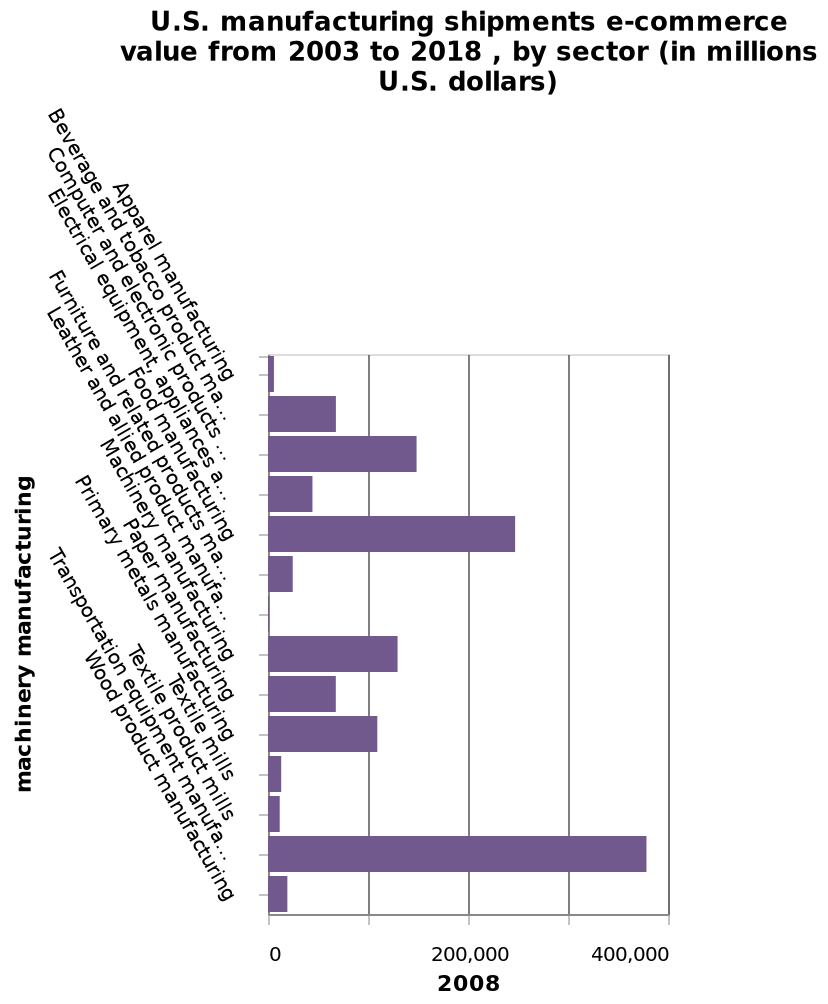 U.S. manufacturing shipments e-commerce
value from 2003 to 2018 , by sector (in millions
U.S. dollars)
machinery manufacturing
Apparel manufacturing
Beverage and tobacco product ma...
Computer and electronic products ...
Electrical equipment, appliances a...
Food manufacturing
Furniture and related products ma...
Leather and allied product manufa...
Machinery manufacturing
Paper manufacturing
Primary metals manufacturing
Textile mills
Textile product mills
Transportation equipment manufa...
Wood product manufacturing
0 200,000 400,000
2008